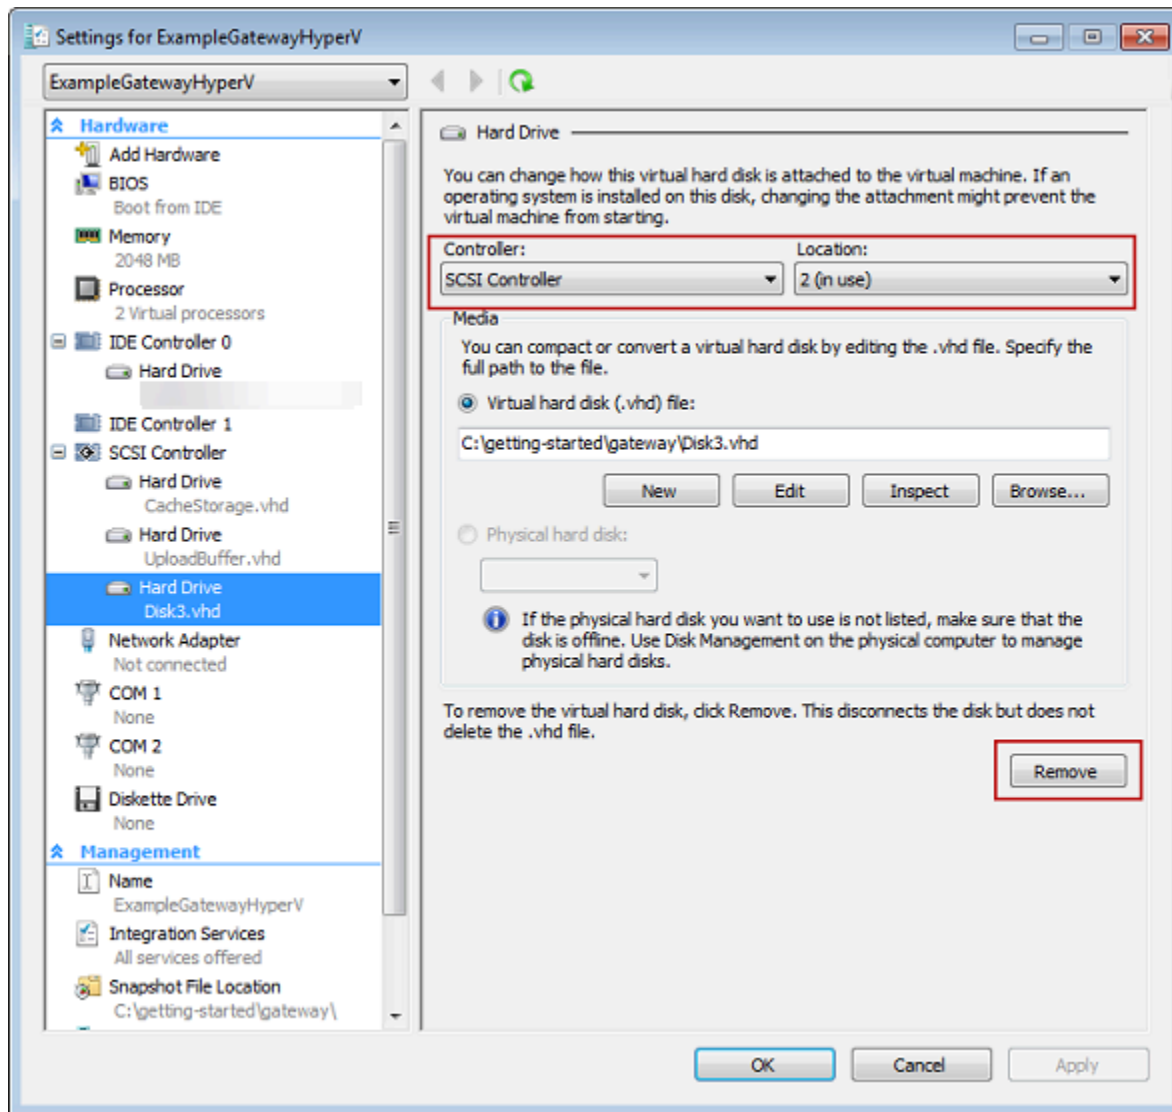 Settings for ExampleGatewayHyperV
ExampleGatewayHyperV
Hardware
Add Hardware
BIOS
Boot from IDE
Memory
2048 MB
Processor
2 Virtual processors
IDE Controller 0
Hard Drive
IDE Controller 1
SCSI Controller
Hard Drive
CacheStorage.vhd
Hard Drive
UploadBuffer.vhd
Hard Drive
Disk3.vhd
Network Adapter
Not connected
COM 1
None
COM 2
None
Diskette Drive
None
Management
Name
ExampleGatewayHyperV
Integration Services
All services offered
Snapshot File Location
C:\getting-started\gateway\
Hard Drive
You can change how this virtual hard disk is attached to the virtual machine. If an
operating system is installed on this disk, changing the attachment might prevent the
virtual machine from starting.
Controller: Location:
SCSI Controller 2 (in use)
Media
You can compact or convert a virtual hard disk by editing the .vhd file. Specify the
full path to the file.
Virtual hard disk (.vhd) file:
C:\getting-started\gateway\Disk3.vhd
New Edit Inspect Browse...
Physical hard disk:
If the physical hard disk you want to use is not listed, make sure that the
disk is offline. Use Disk Management on the physical computer to manage
physical hard disks.
To remove the virtual hard disk, click Remove. This disconnects the disk but does not
delete the .vhd file.
Remove
OK Cancel Apply